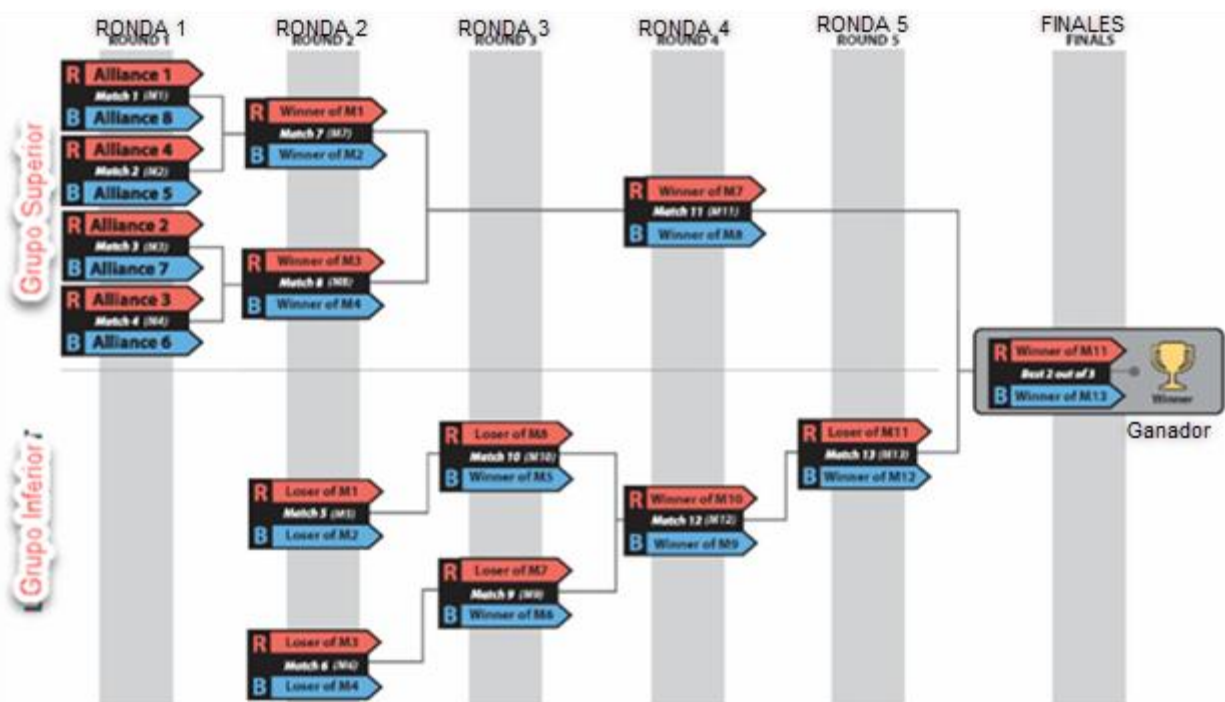 RONDA 1
RONDA 2
RONDA 3
RONDA 4
RONDA 5
FINALES
ROUND 1
ROUND 2
ROUND 3
ROUND 4
ROUND 5
FINALS
Grupo Superior
R Alliance 1
Match 1 (M1)
B Alliance 8
R Alliance 4
Match 2 (M2)
B Alliance 5
R Alliance 2
Match 3 (M3)
B Alliance 7
R Alliance 3
Match 4 (M4)
B Alliance 6
R Winner of M1
Match 7 (M7)
B Winner of M2
R Winner of M3
Match 8 (M8)
B Winner of M4
R Winner of M7
Match 11 (M11)
B Winner of M8
R Winner of M11
Best 2 out of 3
B Winner of M13
Winner
Ganador
Grupo Inferior
R Loser of M1
Match 5 (M5)
B Loser of M2
R Loser of M3
Match 6 (M6)
B Loser of M4
R Loser of M8
Match 10 (M10)
B Winner of M5
R Loser of M7
Match 9 (M9)
B Winner of M6
R Winner of M10
Match 12 (M12)
B Winner of M9
R Loser of M11
Match 13 (M13)
B Winner of M12